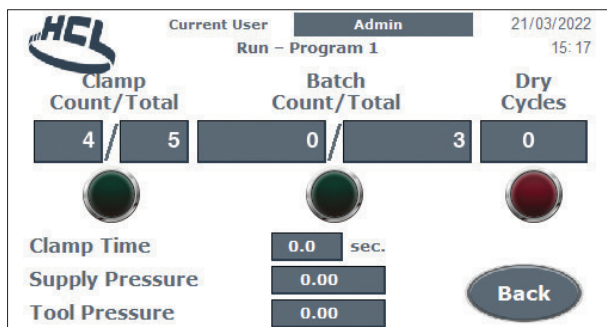 HCL
Current User Admin 21/03/2022
Run – Program 1 15:17
Clamp Count/Total
Batch Count/Total
Dry Cycles
4 / 5 0 / 3 0
Clamp Time 0.0 sec.
Supply Pressure 0.00
Tool Pressure 0.00
Back